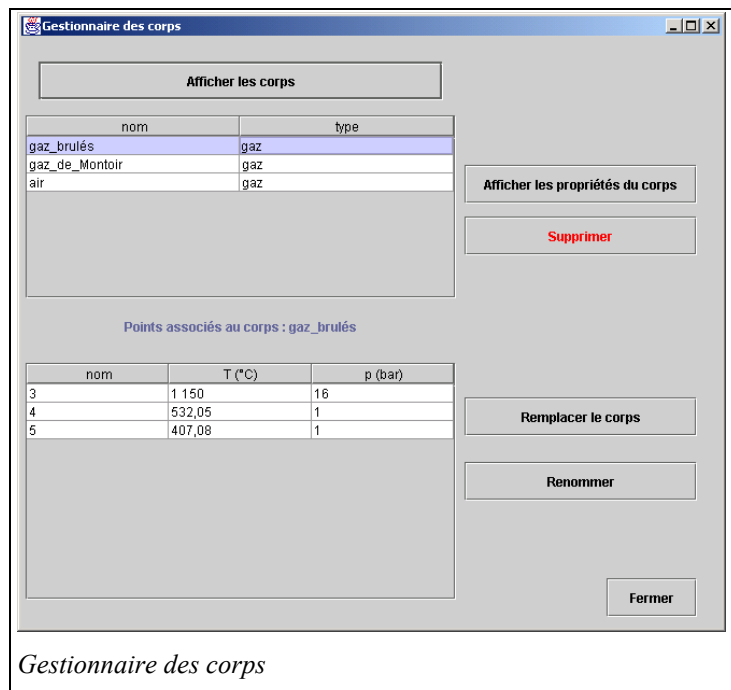 Gestionnaire des corps
Afficher les corps
nom type
gaz_brulés gaz
gaz_de_Montoir gaz
air gaz
Afficher les propriétés du corps
Supprimer
Points associés au corps : gaz_brulés
nom T (°C) p (bar)
3 1 150 16
4 532,05 1
5 407,08 1
Remplacer le corps
Renommer
Fermer
Gestionnaire des corps